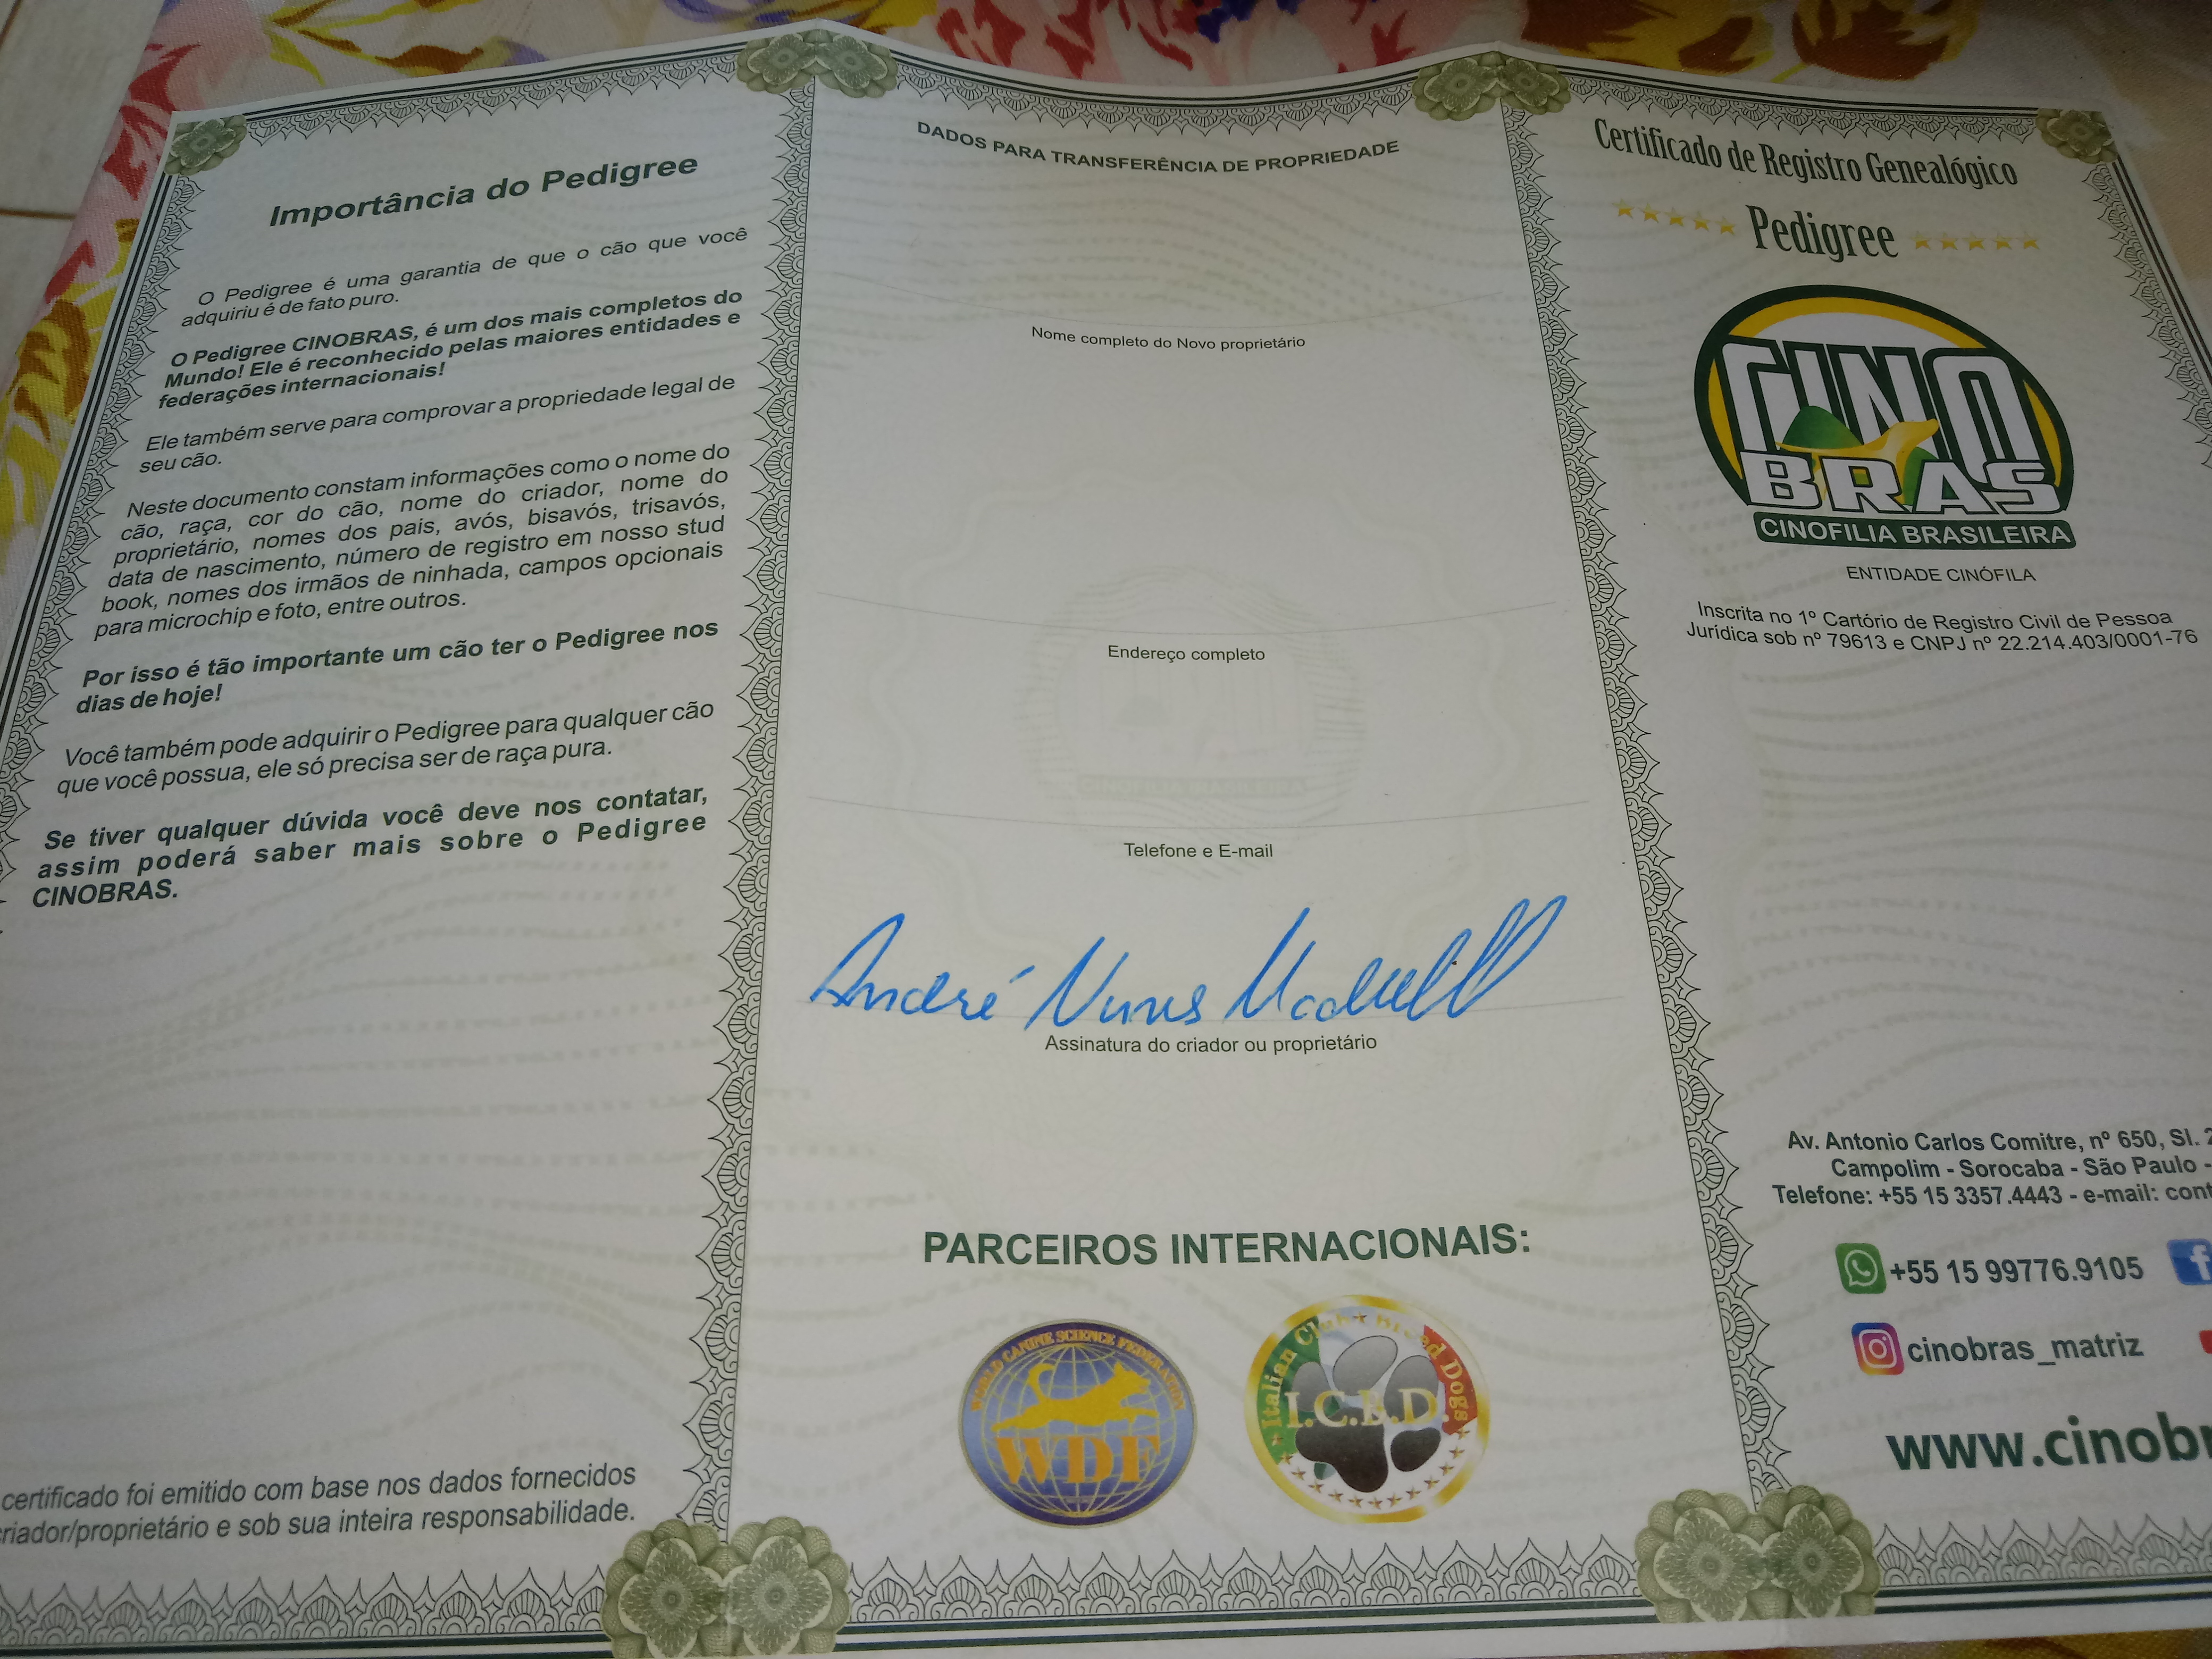 Importância do Pedigree
O Pedigree é uma garantia de que o cão que você
adquiriu é de fato puro.
O Pedigree CINOBRAS, é um dos mais completos do
Mundo! Ele é reconhecido pelas maiores entidades e
federações internacionais!
Ele também serve para comprovar a propriedade legal de
seu cão.
Neste documento constam informações como o nome do
cão, raça, cor do cão, nome do criador, nome do
proprietário, nomes dos pais, avós, bisavós, trisavós,
data de nascimento, número de registro em nosso stud
book, nomes dos irmãos de ninhada, campos opcionais
para microchip e foto, entre outros.
Por isso é tão importante um cão ter o Pedigree nos
dias de hoje!
Você também pode adquirir o Pedigree para qualquer cão
que você possua, ele só precisa ser de raça pura.
Se tiver qualquer dúvida você deve nos contatar,
assim poderá saber mais sobre o Pedigree
CINOBRAS.
certificado foi emitido com base nos dados fornecidos
criador/proprietário e sob sua inteira responsabilidade.
DADOS PARA TRANSFERÊNCIA DE PROPRIEDADE
Nome completo do Novo proprietário
Endereço completo
Telefone e E-mail
André Nunes
Assinatura do criador ou proprietário
PARCEIROS INTERNACIONAIS:
WORLD CANINE SCIENCE FEDERATION
WDF
Italian Club Breed Dogs
I.C.B.D.
Certificado de Registro Genealógico
Pedigree
CINO
BRAS
CINOFILIA BRASILEIRA
ENTIDADE CINÓFILA
Inscrita no 1º Cartório de Registro Civil de Pessoa
Jurídica sob nº 79613 e CNPJ nº 22.214.403/0001-76
Av. Antonio Carlos Comitre, nº 650, Sl. 2
Campolim - Sorocaba - São Paulo -
Telefone: +55 15 3357.4443 - e-mail: cont
+55 15 99776.9105
cinobras_matriz
www.cinobr